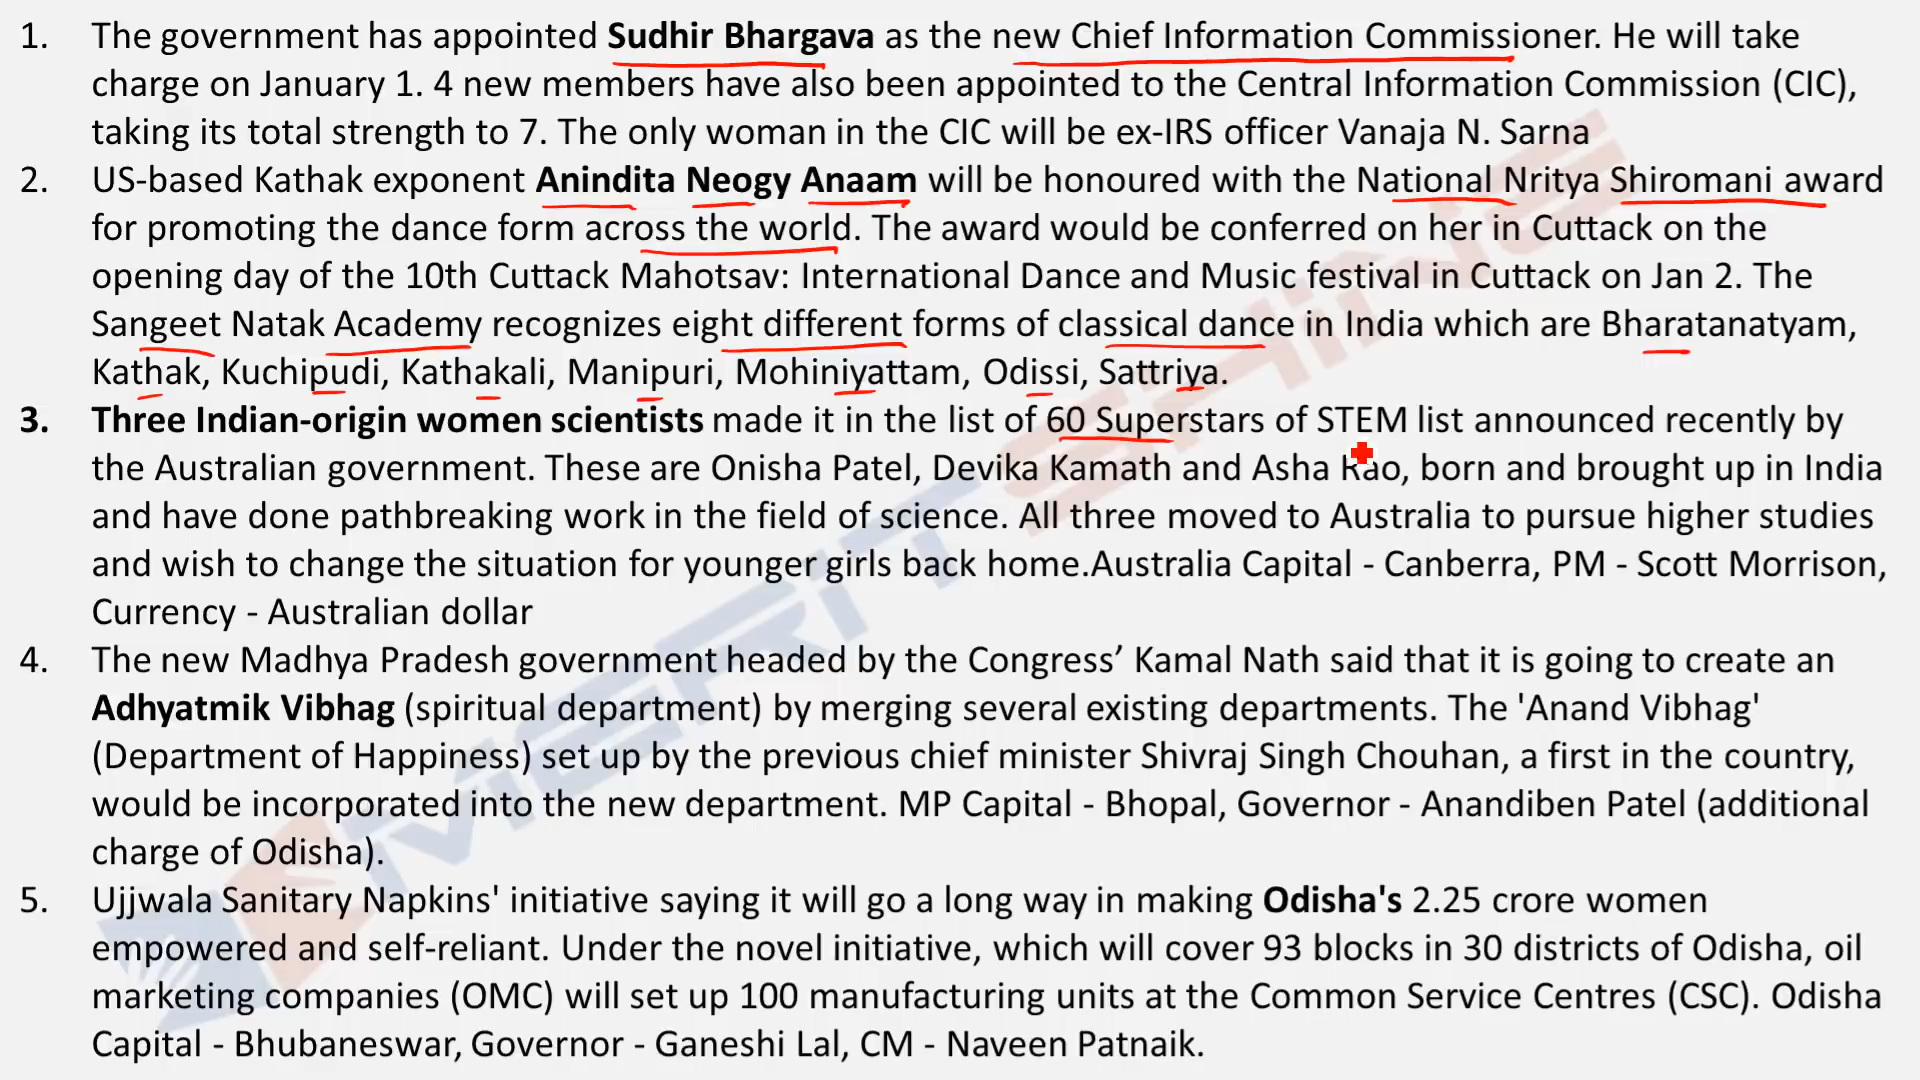 1. The government has appointed Sudhir Bhargava as the new Chief Information Commissioner. He will take
charge on January 1. 4 new members have also been appointed to the Central Information Commission (CIC),
taking its total strength to 7. The only woman in the CIC will be ex-IRS officer Vanaja N. Sarna
2. US-based Kathak exponent Anindita Neogy Anaam will be honoured with the National Nritya Shiromani award
for promoting the dance form across the world. The award would be conferred on her in Cuttack on the
opening day of the 10th Cuttack Mahotsav: International Dance and Music festival in Cuttack on Jan 2. The
Sangeet Natak Academy recognizes eight different forms of classical dance in India which are Bharatanatyam,
Kathak, Kuchipudi, Kathakali, Manipuri, Mohiniyattam, Odissi, Sattriya.
3. Three Indian-origin women scientists made it in the list of 60 Superstars of STEM list announced recently by
the Australian government. These are Onisha Patel, Devika Kamath and Asha Rao, born and brought up in India
and have done pathbreaking work in the field of science. All three moved to Australia to pursue higher studies
and wish to change the situation for younger girls back home.Australia Capital - Canberra, PM - Scott Morrison,
Currency - Australian dollar
4. The new Madhya Pradesh government headed by the Congress’ Kamal Nath said that it is going to create an
Adhyatmik Vibhag (spiritual department) by merging several existing departments. The 'Anand Vibhag'
(Department of Happiness) set up by the previous chief minister Shivraj Singh Chouhan, a first in the country,
would be incorporated into the new department. MP Capital - Bhopal, Governor - Anandiben Patel (additional
charge of Odisha).
5. Ujjwala Sanitary Napkins' initiative saying it will go a long way in making Odisha's 2.25 crore women
empowered and self-reliant. Under the novel initiative, which will cover 93 blocks in 30 districts of Odisha, oil
marketing companies (OMC) will set up 100 manufacturing units at the Common Service Centres (CSC). Odisha
Capital - Bhubaneswar, Governor - Ganeshi Lal, CM - Naveen Patnaik.
MERITSHINE